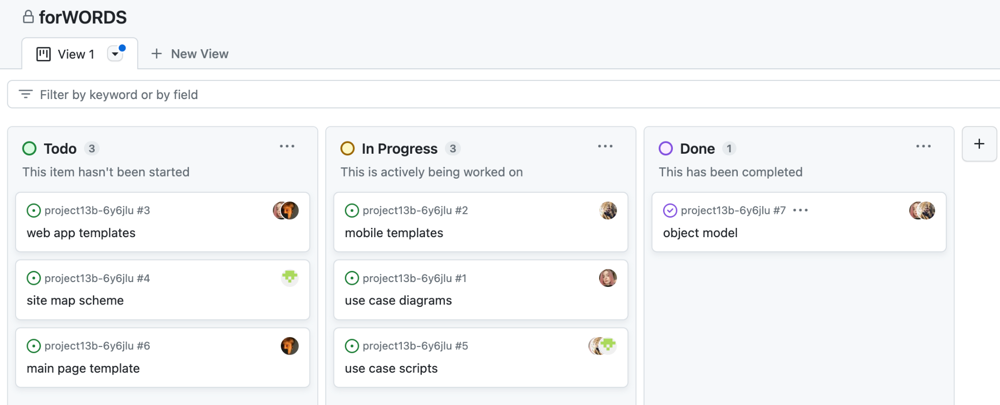 forWORDS
View 1
New View
Filter by keyword or by field
Todo 3
This item hasn't been started
project13b-6y6jlu #3
web app templates
project13b-6y6jlu #4
site map scheme
project13b-6y6jlu #6
main page template
In Progress 3
This is actively being worked on
project13b-6y6jlu #2
mobile templates
project13b-6y6jlu #1
use case diagrams
project13b-6y6jlu #5
use case scripts
Done 1
This has been completed
project13b-6y6jlu #7
object model